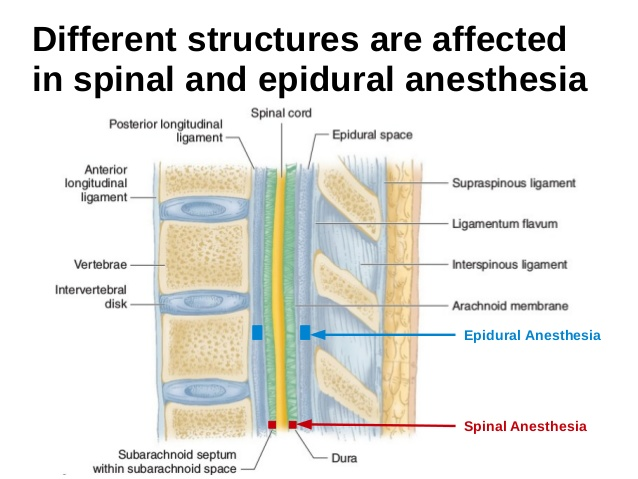 Different structures are affected
in spinal and epidural anesthesia
Spinal cord
Posterior longitudinal
ligament
Epidural space
Anterior
longitudinal
ligament
Supraspinous ligament
Ligamentum flavum
Vertebrae
Interspinous ligament
Intervertebral
disk
Arachnoid membrane
Epidural Anesthesia
Spinal Anesthesia
Subarachnoid septum
within subarachnoid space
Dura